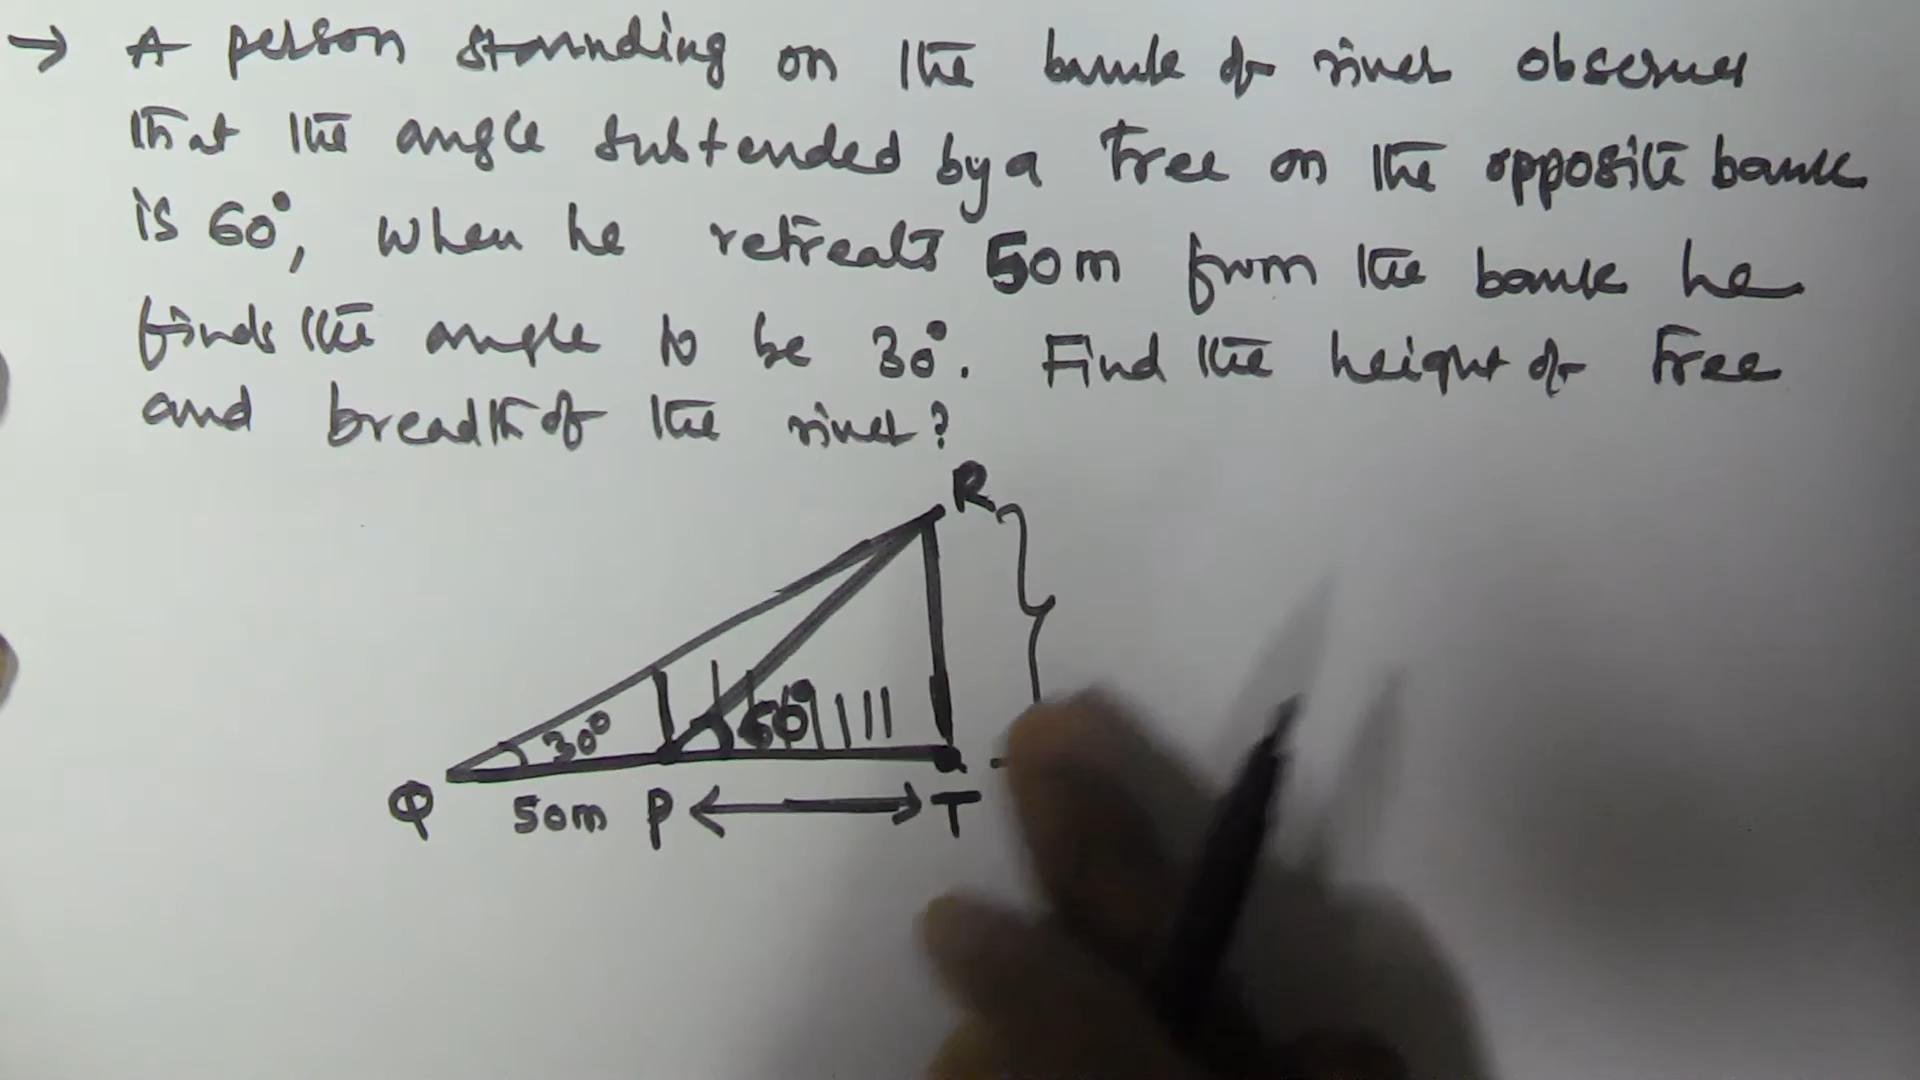 → A person standing on the bank of river observes
that the angle subtended by a tree on the opposite bank
is 60°, when he retreats 50m from the bank he
finds the angle to be 30°. Find the height of tree
and breadth of the river?
R
30° 60°
Q 50m P T